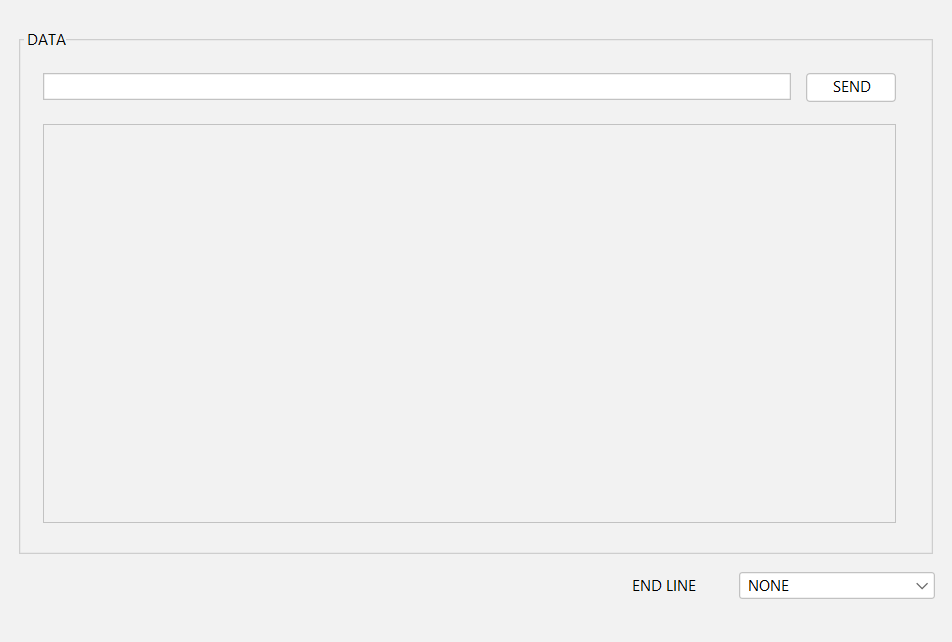 DATA
SEND
END LINE
NONE